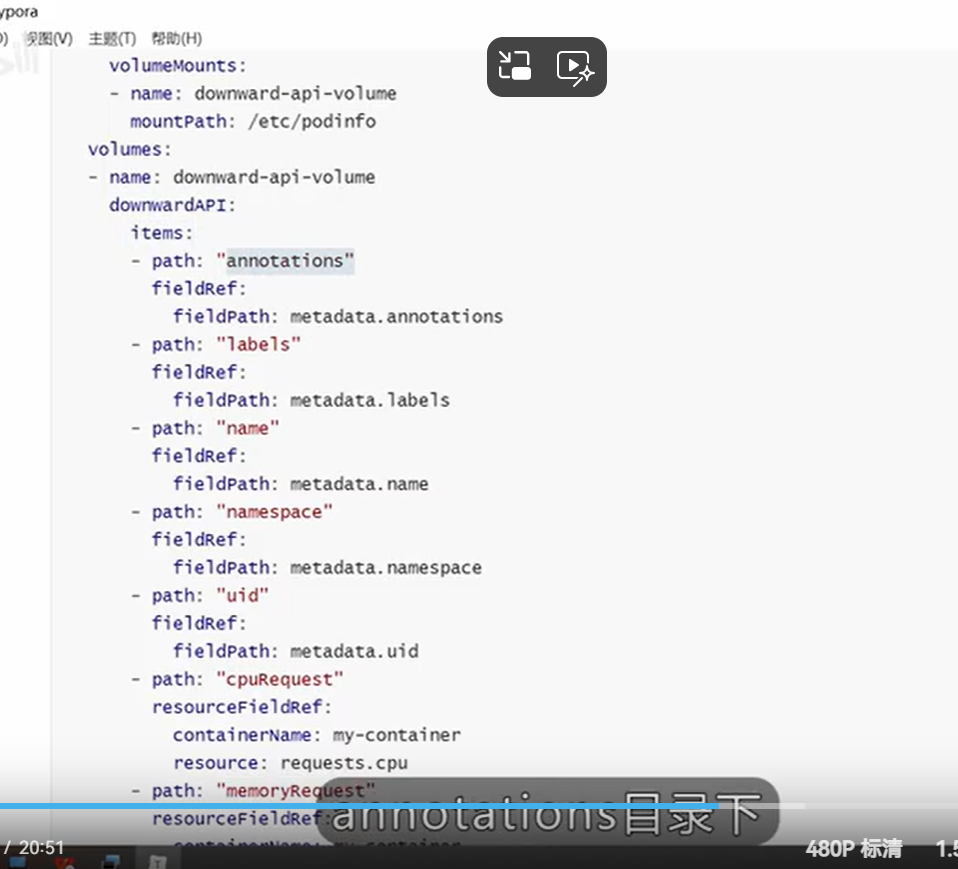 ypora
视图(V) 主题(T) 帮助(H)
volumeMounts:
- name: downward-api-volume
mountPath: /etc/podinfo
volumes:
- name: downward-api-volume
downwardAPI:
items:
- path: "annotations"
fieldRef:
fieldPath: metadata.annotations
- path: "labels"
fieldRef:
fieldPath: metadata.labels
- path: "name"
fieldRef:
fieldPath: metadata.name
- path: "namespace"
fieldRef:
fieldPath: metadata.namespace
- path: "uid"
fieldRef:
fieldPath: metadata.uid
- path: "cpuRequest"
resourceFieldRef:
containerName: my-container
resource: requests.cpu
- path: "memoryRequest"
resourceFieldRef:
annotations目录下
containerName: my-container
/ 20:51
480P 标清
1.5